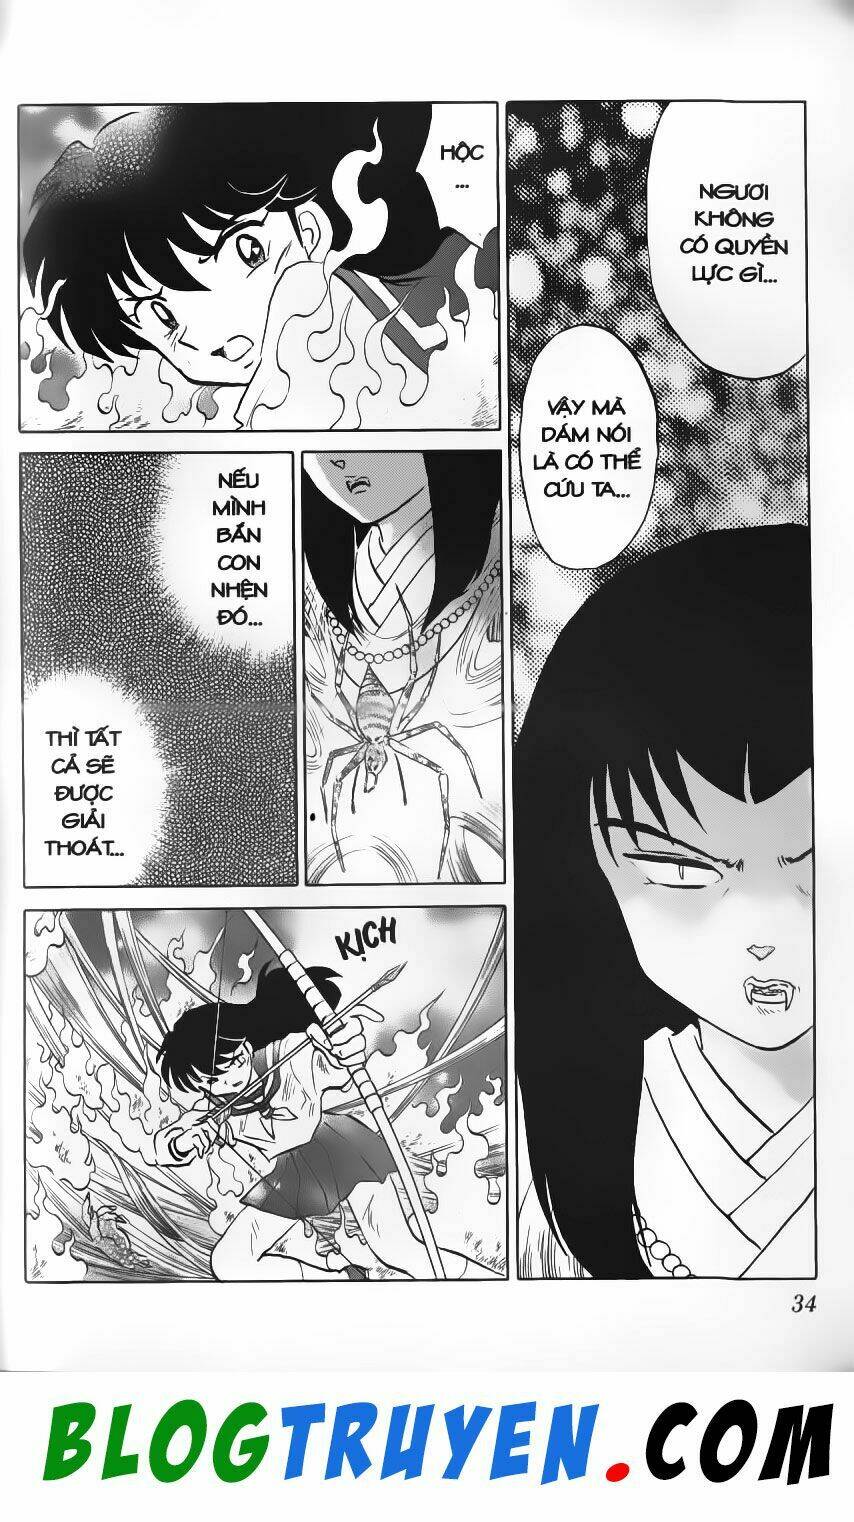 NGƯƠI
KHÔNG
CÓ QUYỀN
LỰC GÌ...
VẬY MÀ
DÁM NÓI
LÀ CÓ THỂ
CỨU TA...
HỘC
...
NẾU
MÌNH
BẮN
CON
NHỆN
ĐÓ...
THÌ TẤT
CẢ SẼ
ĐƯỢC
GIẢI
THOÁT...
KỊCH
34
BLOGTRUYEN.COM